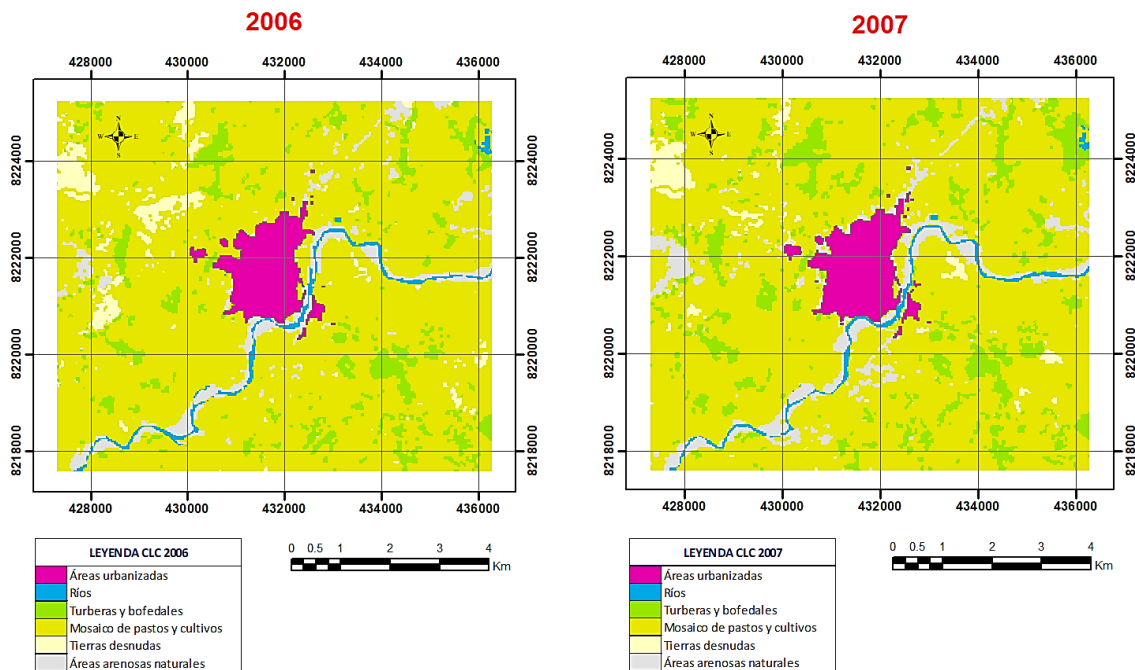 2006
428000 430000 432000 434000 436000
N
W E
S
8224000 8224000
8222000 8222000
8220000 8220000
8218000 8218000
428000 430000 432000 434000 436000
LEYENDA CLC 2006
Áreas urbanizadas
Ríos
Turberas y bofedales
Mosaico de pastos y cultivos
Tierras desnudas
Áreas arenosas naturales
0 0.5 1 2 3 4
Km
2007
428000 430000 432000 434000 436000
N
W E
S
8224000 8224000
8222000 8222000
8220000 8220000
8218000 8218000
428000 430000 432000 434000 436000
LEYENDA CLC 2007
Áreas urbanizadas
Ríos
Turberas y bofedales
Mosaico de pastos y cultivos
Tierras desnudas
Áreas arenosas naturales
0 0.5 1 2 3 4
Km